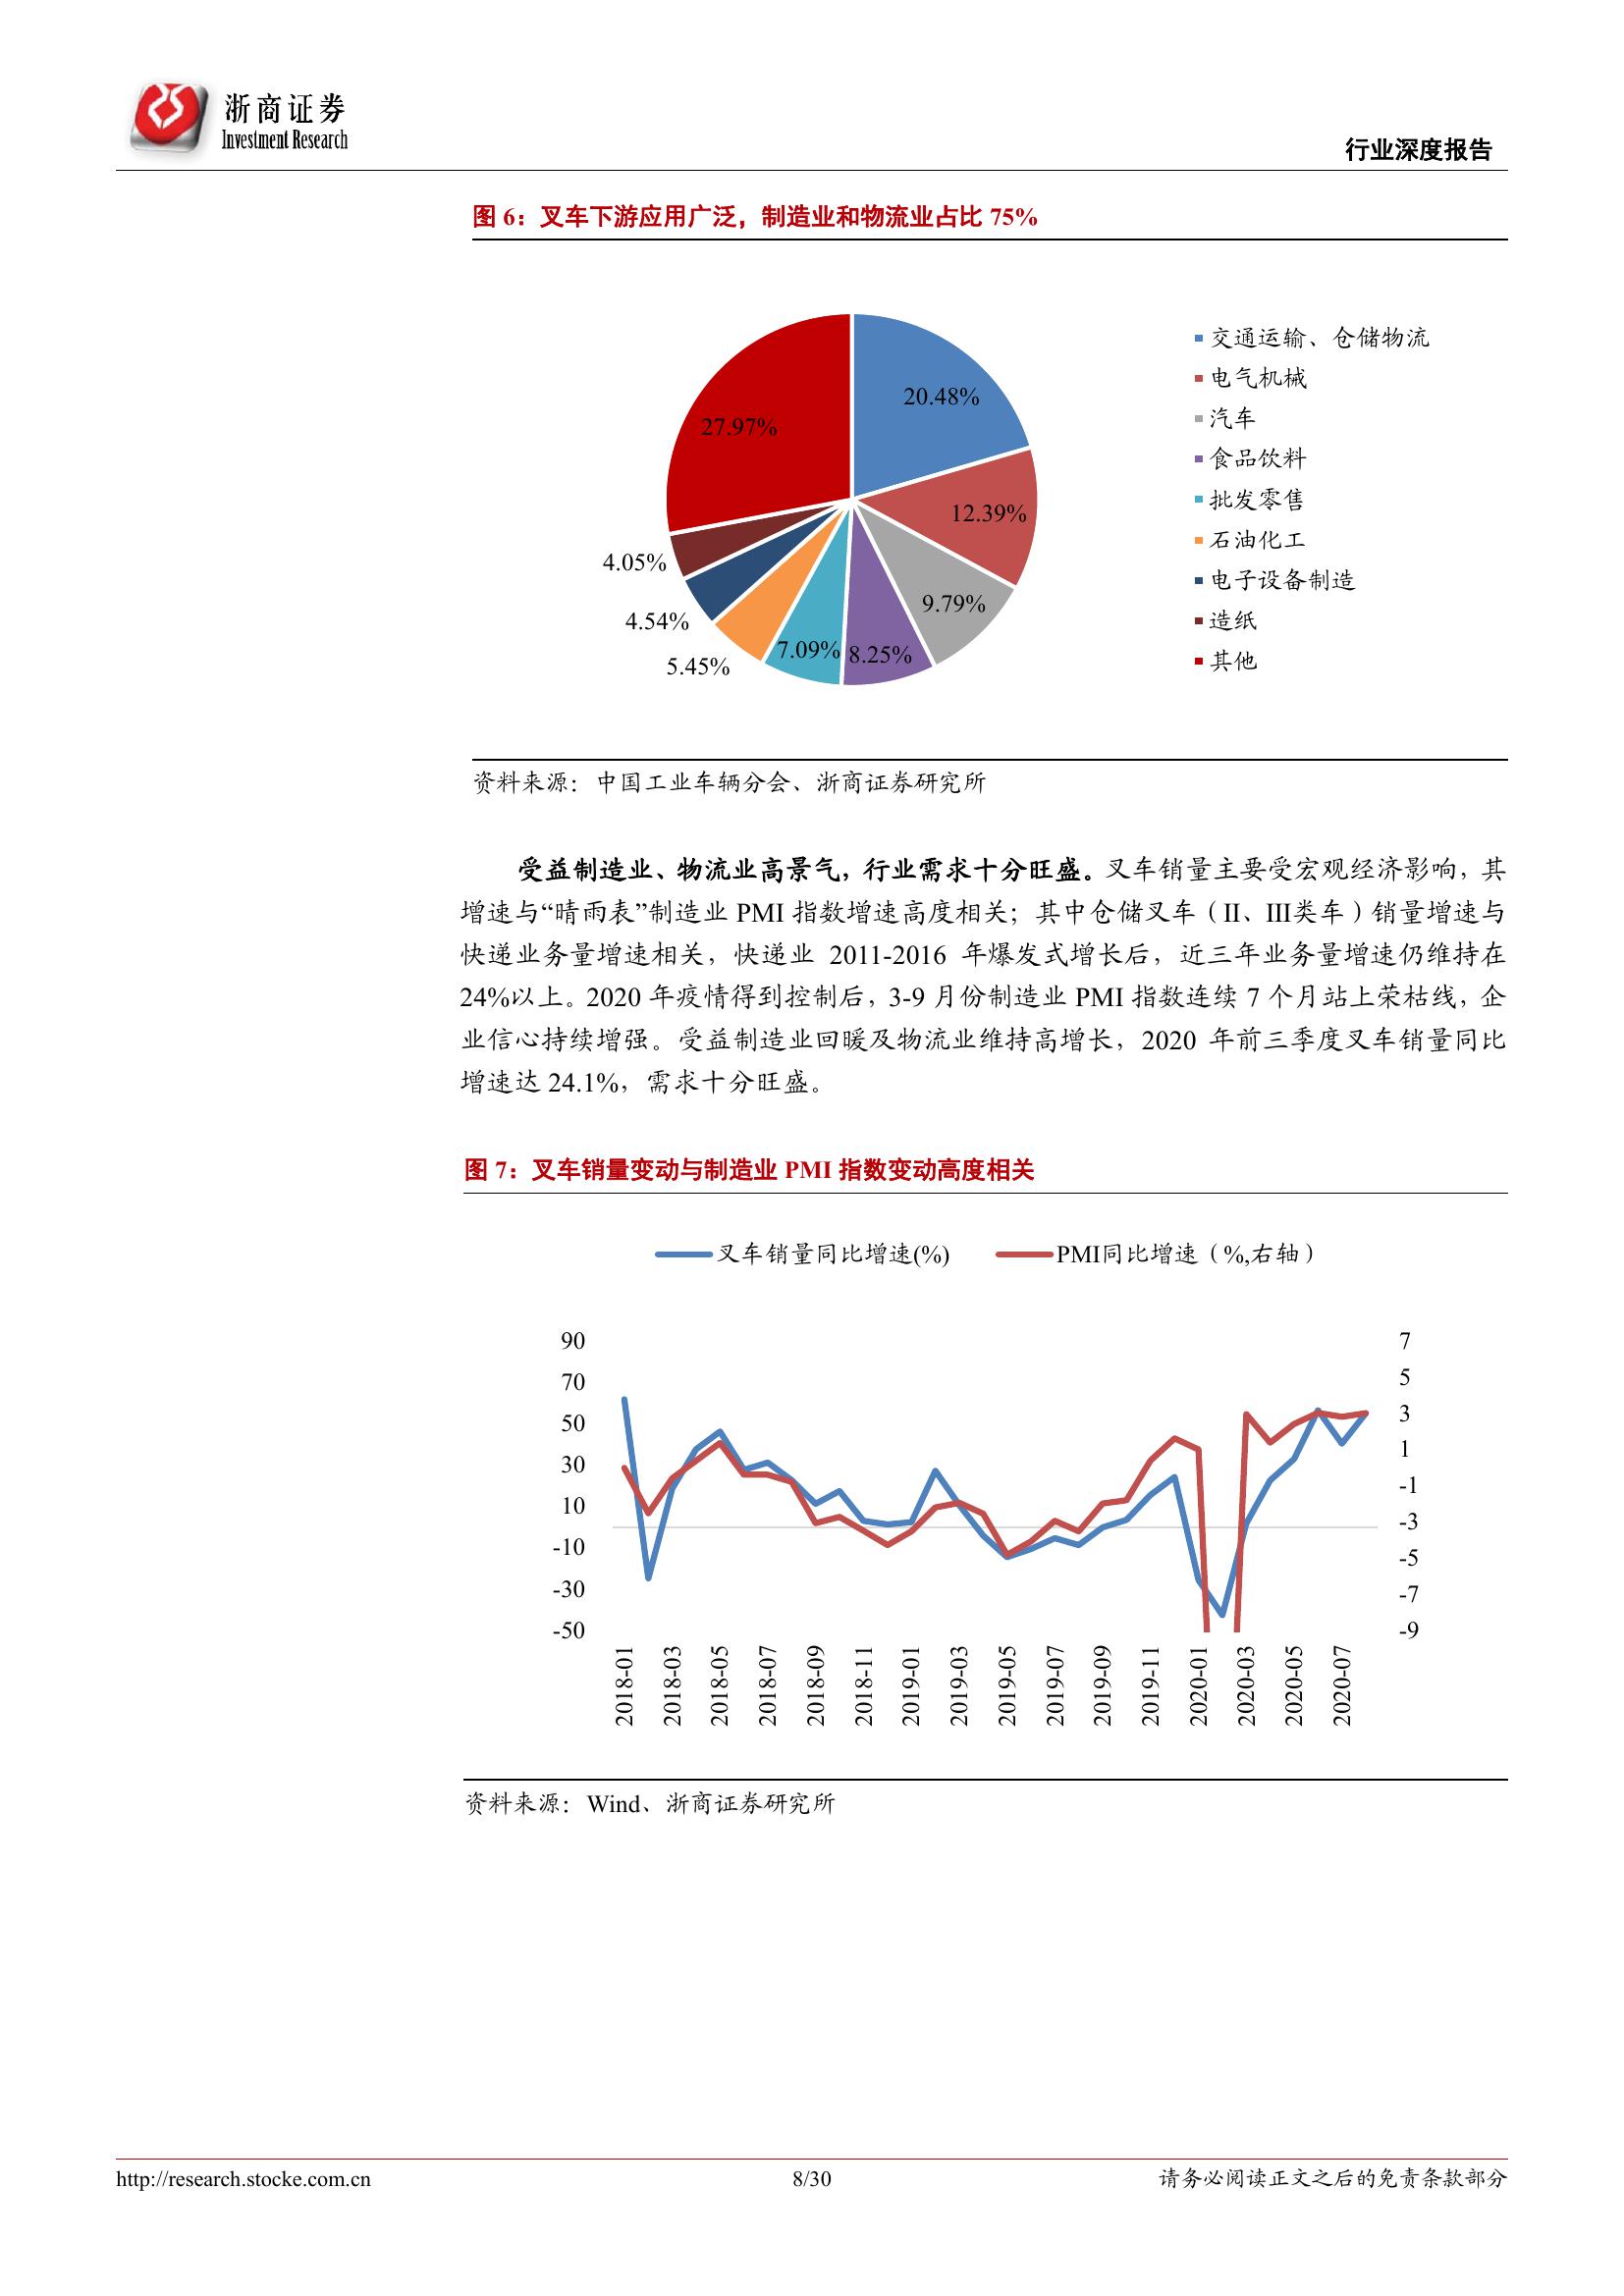 浙商证券
Investment Research
行业深度报告
图 6：叉车下游应用广泛，制造业和物流业占比 75%
20.48%
12.39%
9.79%
8.25%
7.09%
5.45%
4.54%
4.05%
27.97%
交通运输、仓储物流
电气机械
汽车
食品饮料
批发零售
石油化工
电子设备制造
造纸
其他
资料来源：中国工业车辆分会、浙商证券研究所
受益制造业、物流业高景气，行业需求十分旺盛。叉车销量主要受宏观经济影响，其
增速与“晴雨表”制造业 PMI 指数增速高度相关；其中仓储叉车（II、III类车）销量增速与
快递业务量增速相关，快递业 2011-2016 年爆发式增长后，近三年业务量增速仍维持在
24%以上。2020 年疫情得到控制后，3-9 月份制造业 PMI 指数连续 7 个月站上荣枯线，企
业信心持续增强。受益制造业回暖及物流业维持高增长，2020 年前三季度叉车销量同比
增速达 24.1%，需求十分旺盛。
图 7：叉车销量变动与制造业 PMI 指数变动高度相关
叉车销量同比增速(%) PMI同比增速（%,右轴）
90 7
70 5
50 3
30 1
10 -1
-10 -3
-30 -5
-50 -7
-9
2018-01 2018-03 2018-05 2018-07 2018-09 2018-11 2019-01 2019-03 2019-05 2019-07 2019-09 2019-11 2020-01 2020-03 2020-05 2020-07
资料来源：Wind、浙商证券研究所
http://research.stocke.com.cn 8/30 请务必阅读正文之后的免责条款部分